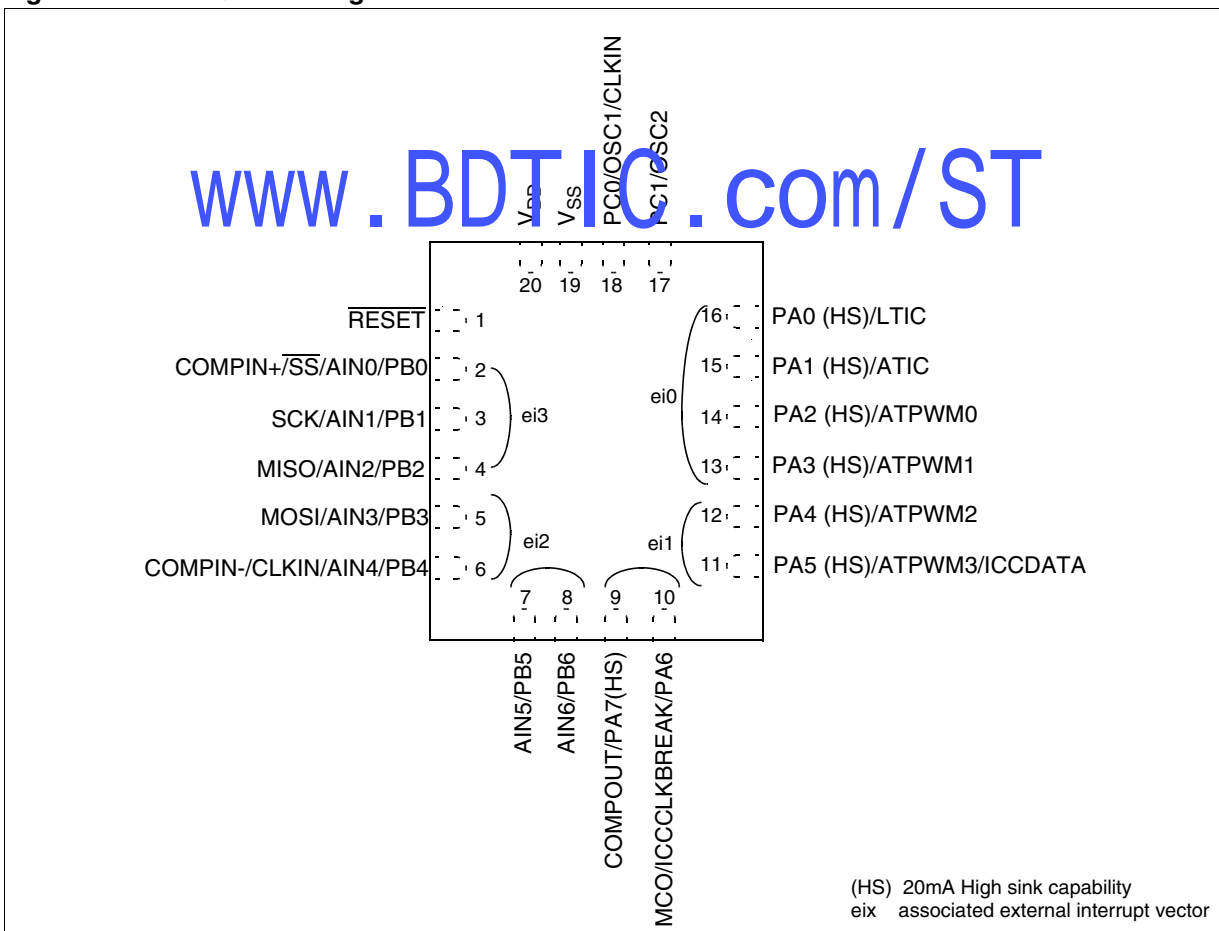 www.BDTIC.com/ST
VDD
VSS
PC0/OSC1/CLKIN
PC1/OSC2
20
19
18
17
RESET
1
COMPIN+/SS/AIN0/PB0
2
SCK/AIN1/PB1
3
MISO/AIN2/PB2
4
MOSI/AIN3/PB3
5
COMPIN-/CLKIN/AIN4/PB4
6
ei3
ei2
ei0
ei1
16
PA0 (HS)/LTIC
15
PA1 (HS)/ATIC
14
PA2 (HS)/ATPWM0
13
PA3 (HS)/ATPWM1
12
PA4 (HS)/ATPWM2
11
PA5 (HS)/ATPWM3/ICCDATA
7
8
9
10
AIN5/PB5
AIN6/PB6
COMPOUT/PA7(HS)
MCO/ICCCLKBREAK/PA6
(HS) 20mA High sink capability
eix associated external interrupt vector